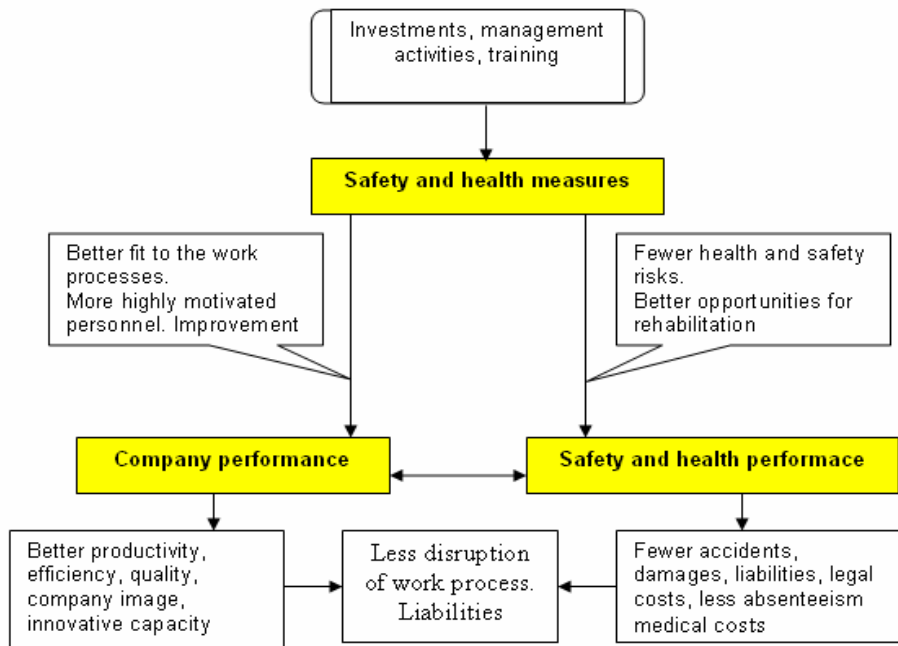 Investments, management
activities, training
Safety and health measures
Better fit to the work
processes.
More highly motivated
personnel. Improvement
Fewer health and safety
risks.
Better opportunities for
rehabilitation
Company performance
Safety and health performace
Better productivity,
efficiency, quality,
company image,
innovative capacity
Less disruption
of work process.
Liabilities
Fewer accidents,
damages, liabilities, legal
costs, less absenteeism
medical costs